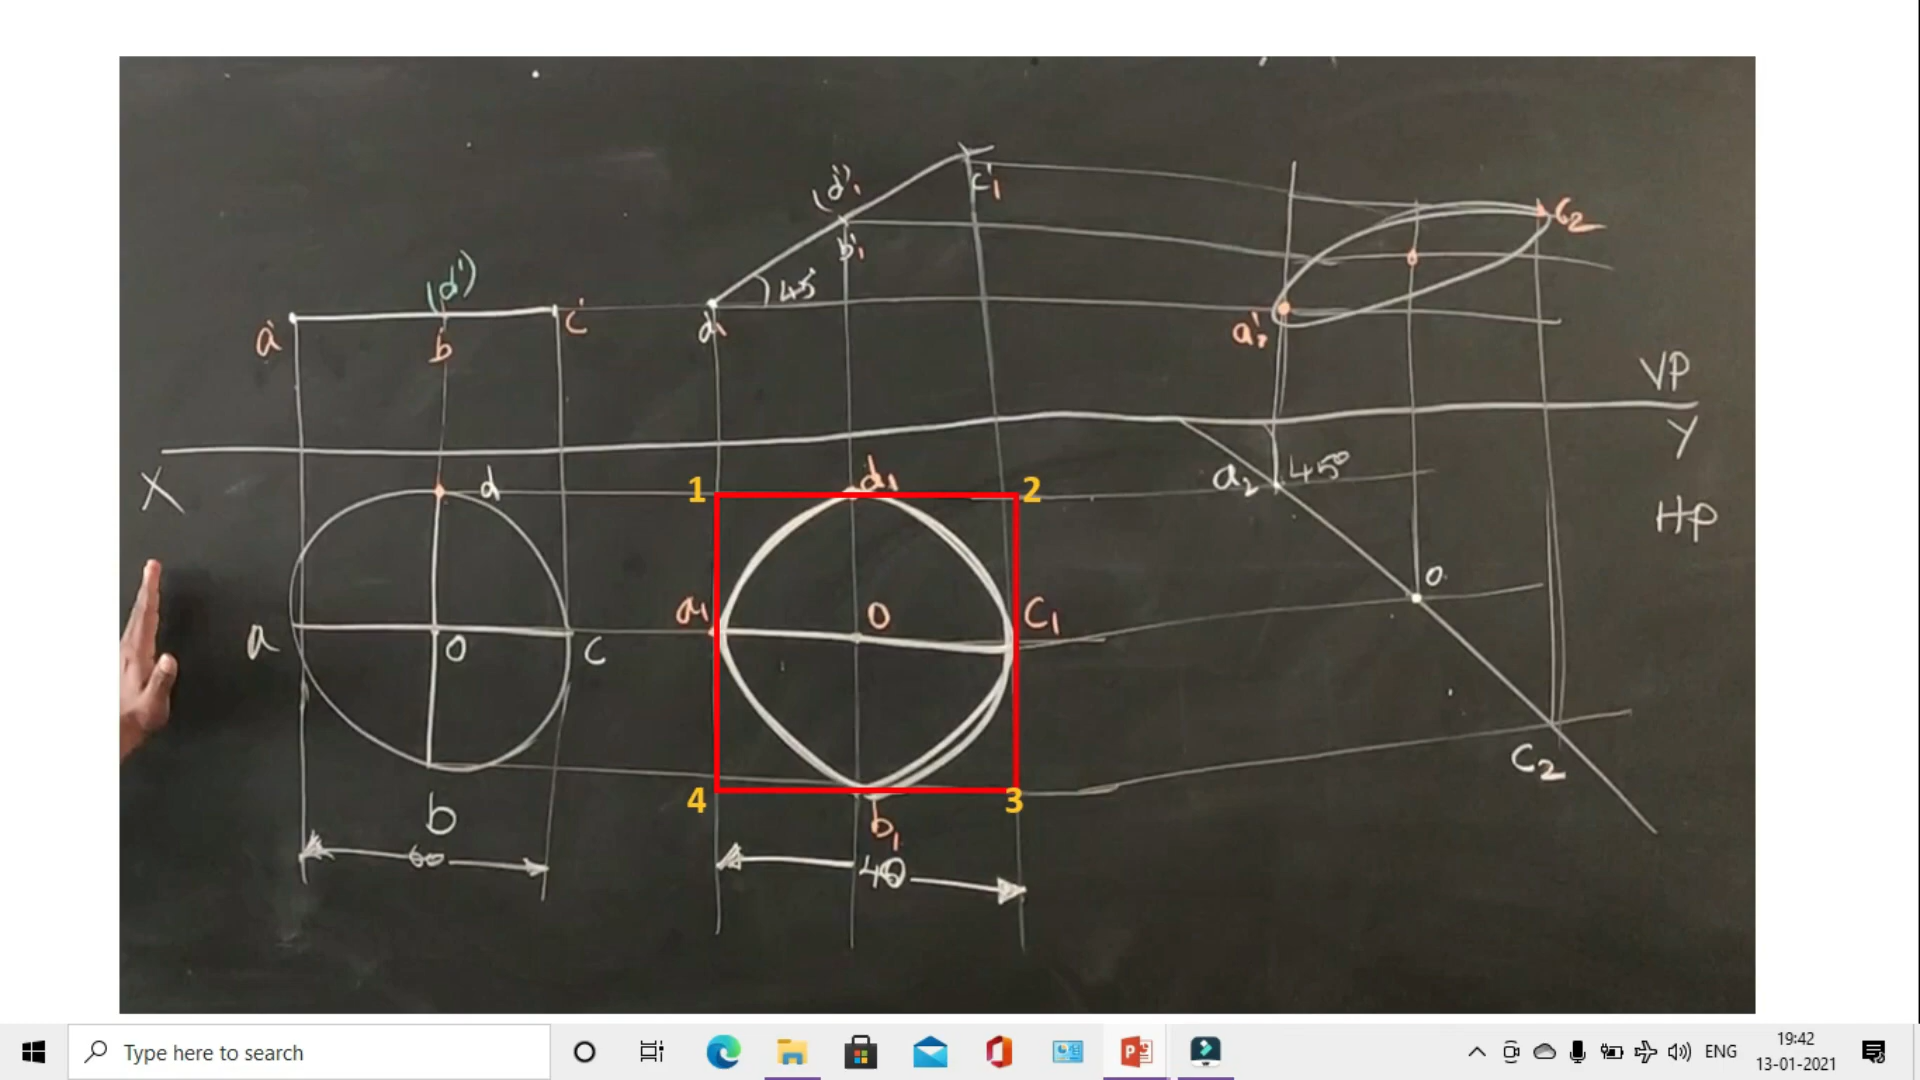 (d')
a'
b
c'
(d'₁
b'₁
c'₁
45
d₁
c₂
a'₂
VP
X
Y
HP
d
a
O
c
b
60
1
2
3
4
d₁
a₁
O
C₁
b₁
40
a₂
45°
O
C₂
Type here to search
ENG
19:42
13-01-2021